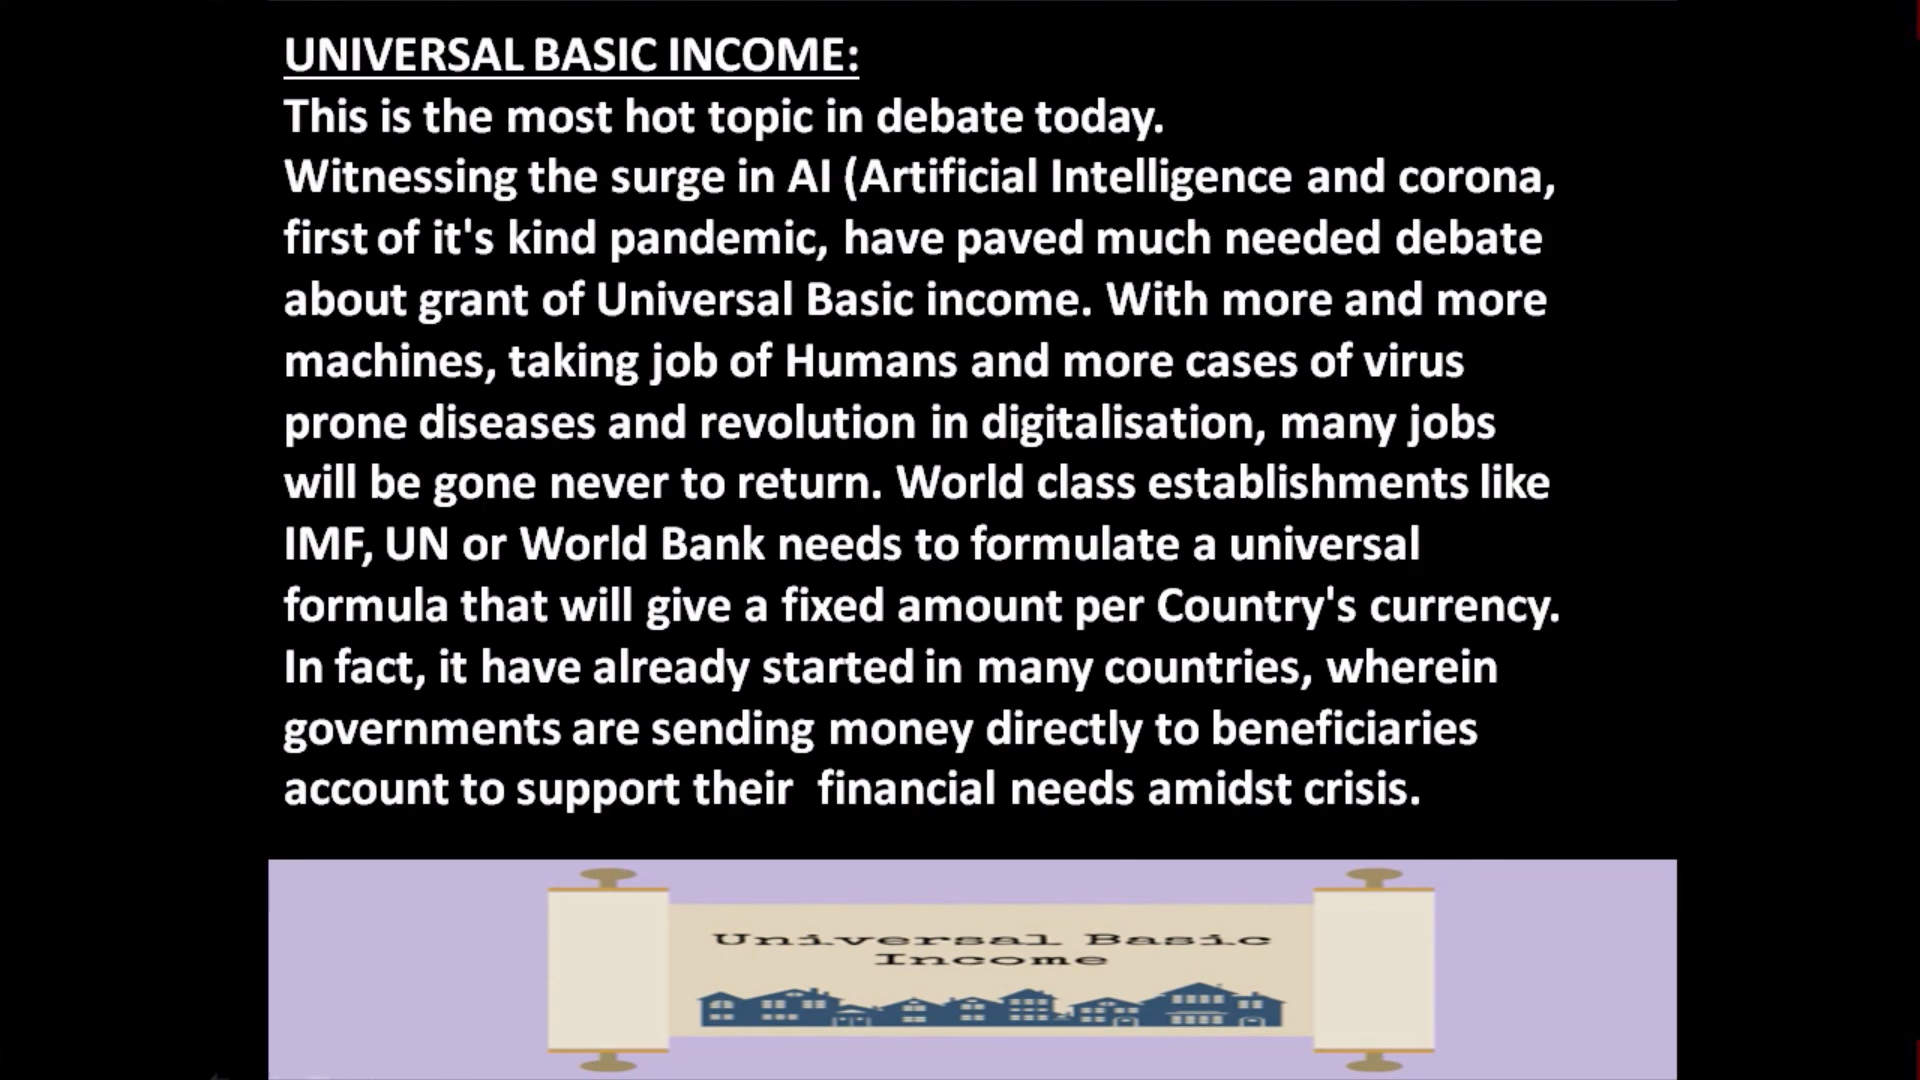 UNIVERSAL BASIC INCOME:
This is the most hot topic in debate today.
Witnessing the surge in AI (Artificial Intelligence and corona,
first of it's kind pandemic, have paved much needed debate
about grant of Universal Basic income. With more and more
machines, taking job of Humans and more cases of virus
prone diseases and revolution in digitalisation, many jobs
will be gone never to return. World class establishments like
IMF, UN or World Bank needs to formulate a universal
formula that will give a fixed amount per Country's currency.
In fact, it have already started in many countries, wherein
governments are sending money directly to beneficiaries
account to support their  financial needs amidst crisis.
Universal Basic
Income